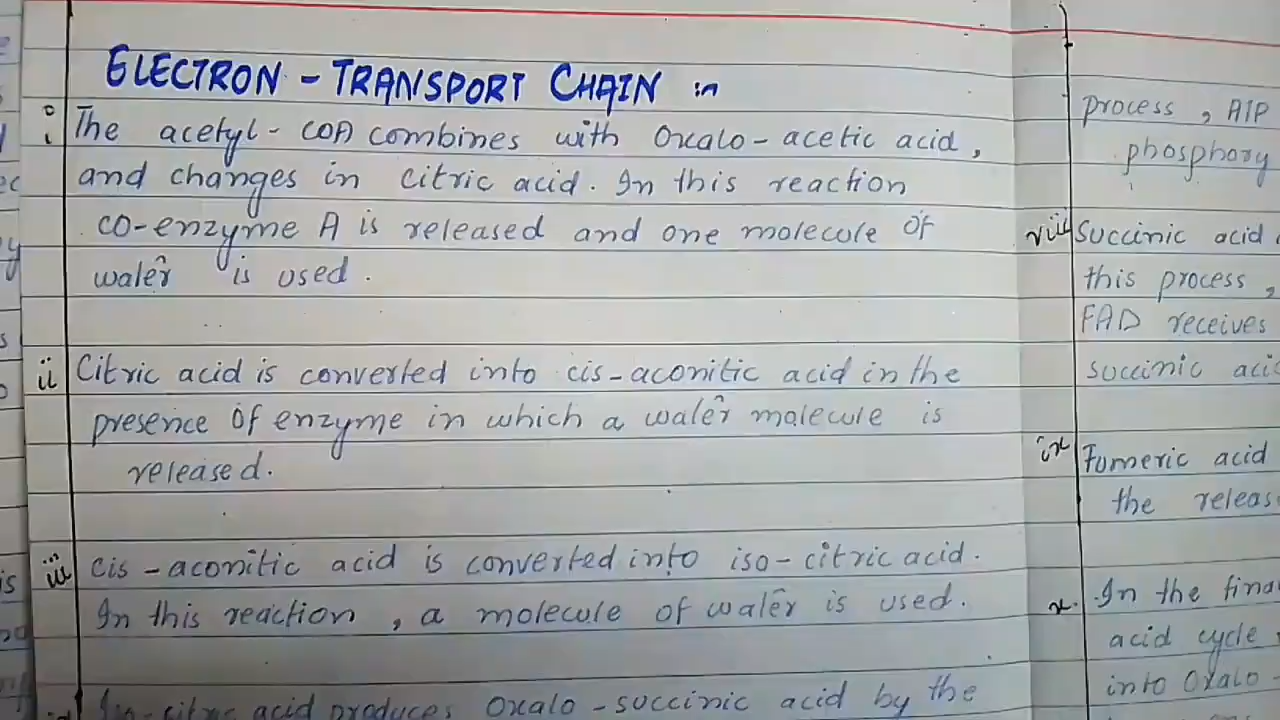 ELECTRON - TRANSPORT CHAIN :-
i The acetyl - COA combines with Oxalo - acetic acid,
and changes in citric acid. In this reaction
co-enzyme A is released and one molecule of
water is used.
ii Citric acid is converted into cis-aconitic acid in the
presence of enzyme in which a water molecule is
released.
iii cis - aconitic acid is converted into iso - citric acid.
In this reaction, a molecule of water is used.
acid produces Oxalo - succinic acid by the
process, ATP
phosphory
viii Succinic acid
this process,
FAD receives
succinic acid
ix Fumeric acid
the releas
x. In the fina
acid cycle
into Oxalo -